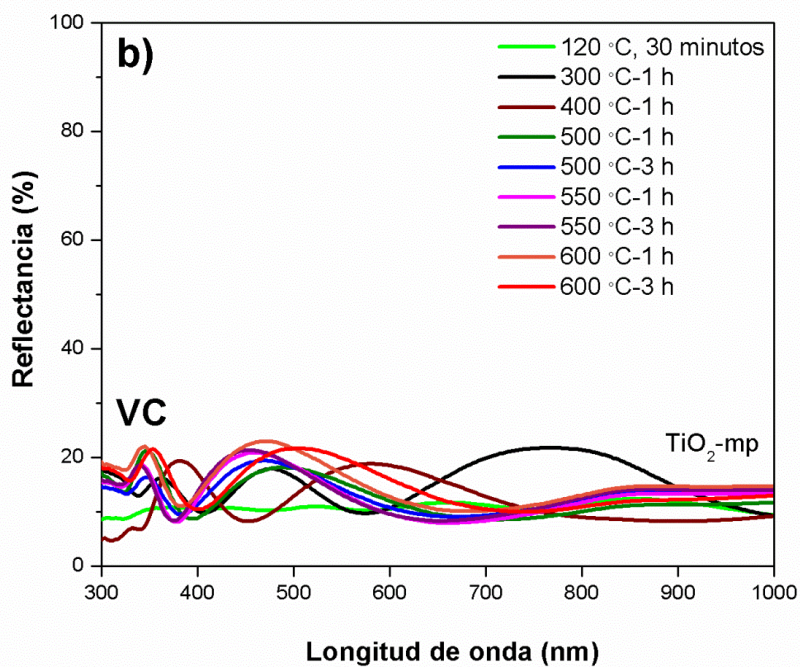 b)
120 °C, 30 minutos
300 °C-1 h
400 °C-1 h
500 °C-1 h
500 °C-3 h
550 °C-1 h
550 °C-3 h
600 °C-1 h
600 °C-3 h
VC
TiO₂-mp
Reflectancia (%)
100
80
60
40
20
0
300 400 500 600 700 800 900 1000
Longitud de onda (nm)